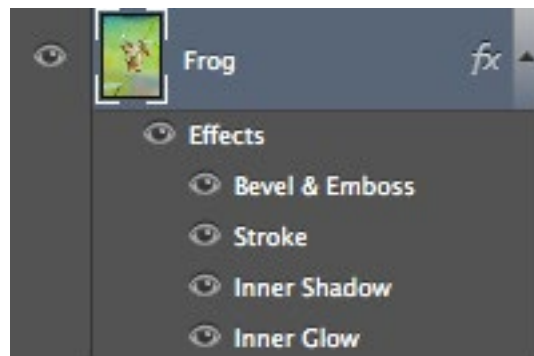 Frog fx
Effects
Bevel & Emboss
Stroke
Inner Shadow
Inner Glow